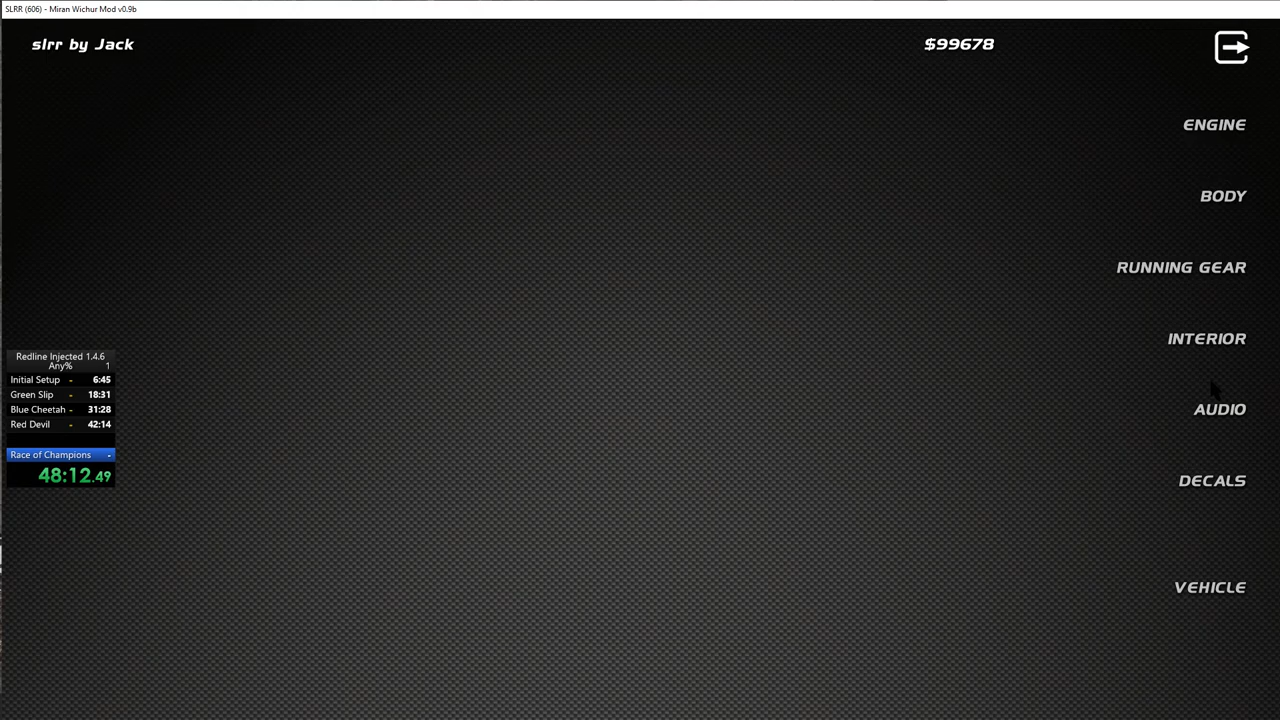 SLRR (606) - Miran Wichur Mod v0.9b
slrr by Jack
$99678
ENGINE
BODY
RUNNING GEAR
INTERIOR
AUDIO
DECALS
VEHICLE
Redline Injected 1.4.6
Any% 1
Initial Setup - 6:45
Green Slip - 18:31
Blue Cheetah - 31:28
Red Devil - 42:14
Race of Champions -
48:12.49